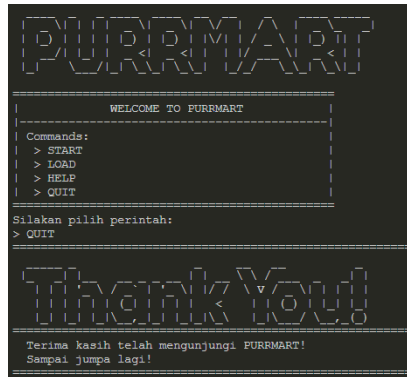 PURRMART
WELCOME TO PURRMART
Commands:
> START
> LOAD
> HELP
> QUIT
Silakan pilih perintah:
> QUIT
Thank You!
Terima kasih telah mengunjungi PURRMART!
Sampai jumpa lagi!